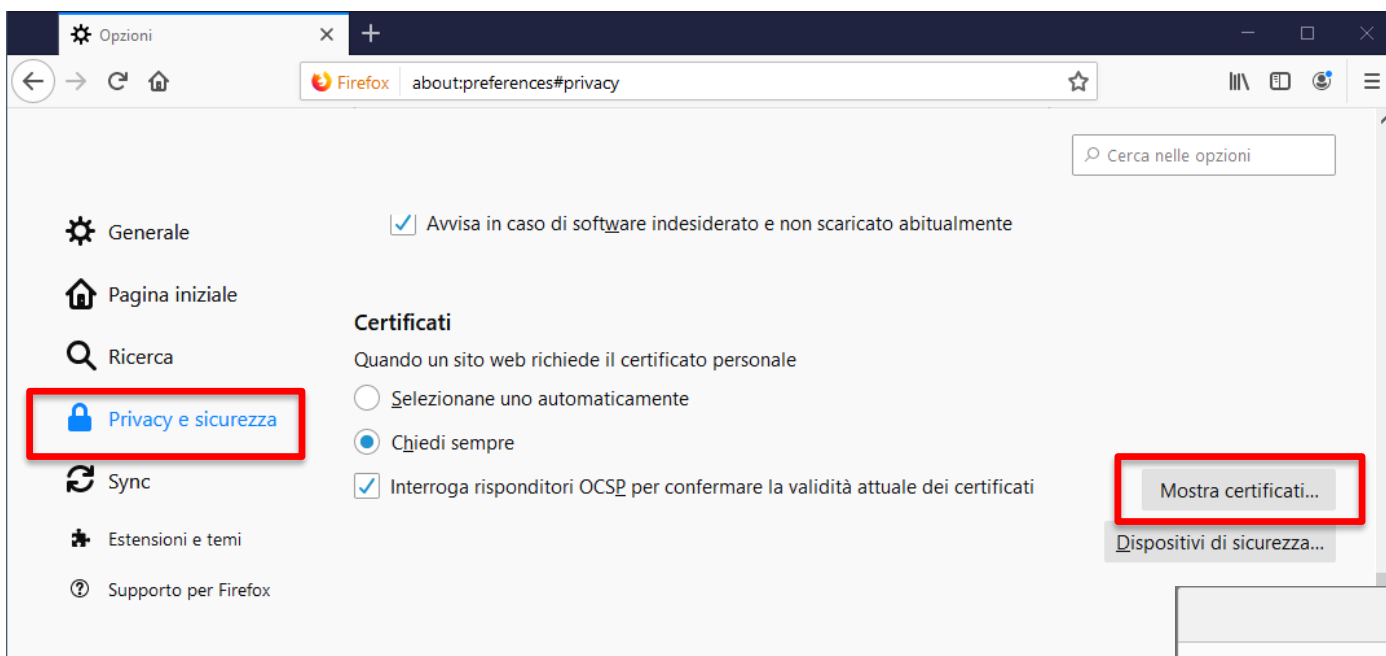 Opzioni
Firefox about:preferences#privacy
Cerca nelle opzioni
Generale
Avvisa in caso di software indesiderato e non scaricato abitualmente
Pagina iniziale
Certificati
Ricerca
Quando un sito web richiede il certificato personale
Selezionane uno automaticamente
Privacy e sicurezza
Chiedi sempre
Sync
Interroga risponditori OCSP per confermare la validità attuale dei certificati
Mostra certificati...
Estensioni e temi
Dispositivi di sicurezza...
Supporto per Firefox